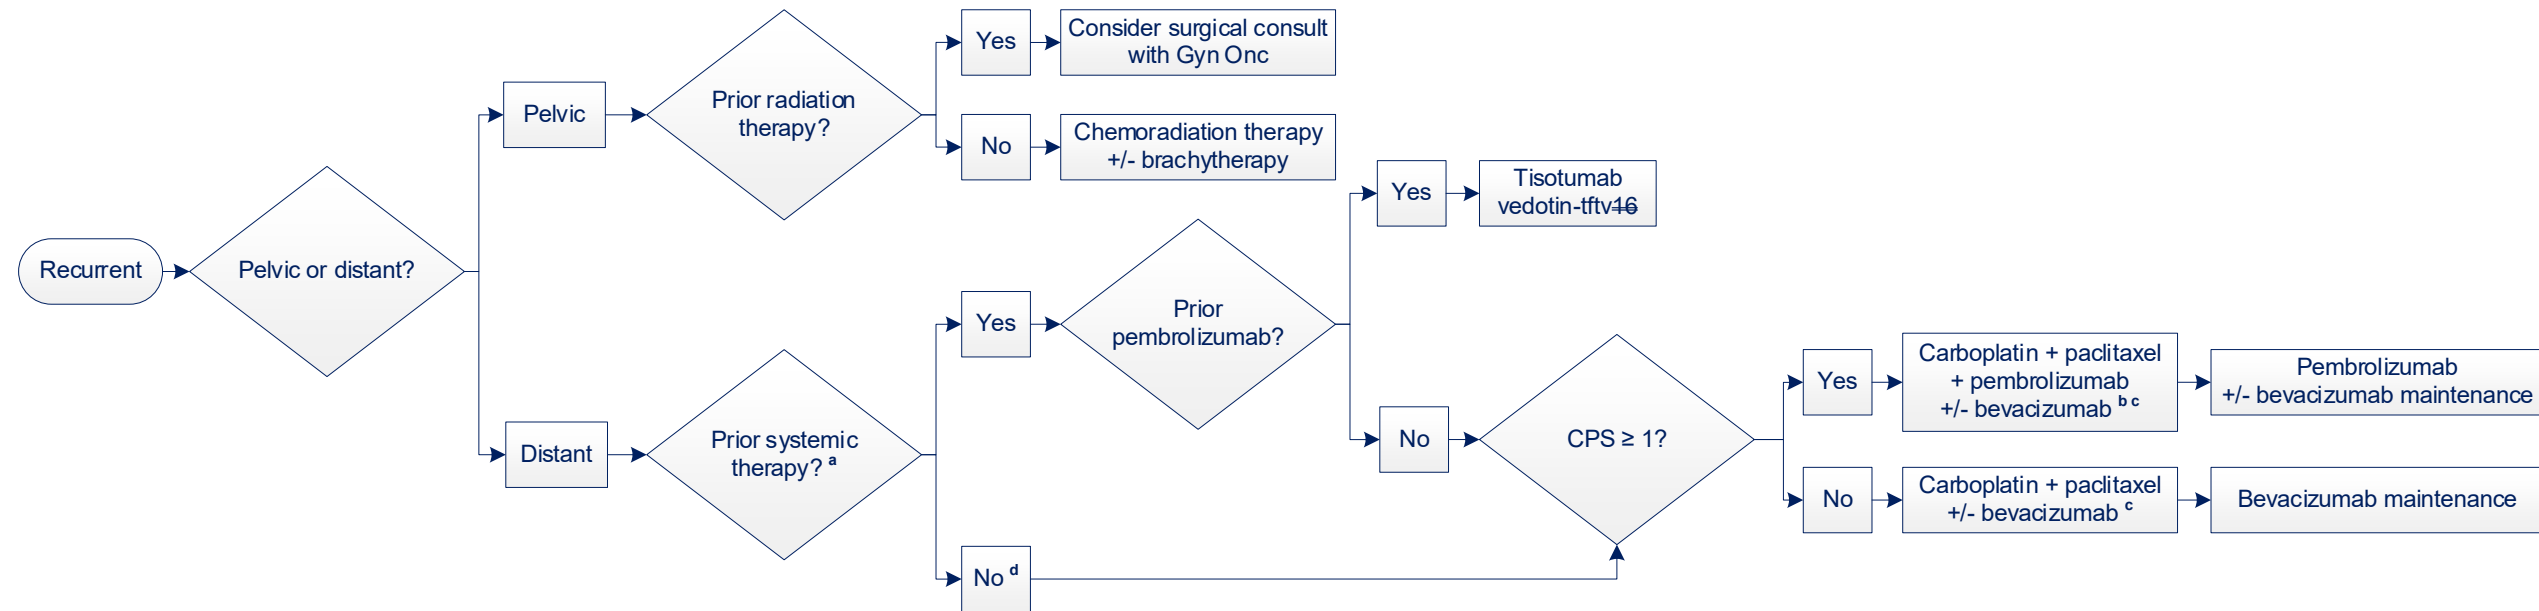 Recurrent
Pelvic or distant?
Pelvic
Prior radiation
therapy?
Yes
Consider surgical consult
with Gyn Onc
No
Chemoradiation therapy
+/- brachytherapy
Distant
Prior systemic
therapy? a
Yes
Prior
pembrolizumab?
Yes
Tisotumab
vedotin-tftv16
No
CPS ≥ 1?
Yes
Carboplatin + paclitaxel
+ pembrolizumab
+/- bevacizumab b c
Pembrolizumab
+/- bevacizumab maintenance
No
Carboplatin + paclitaxel
+/- bevacizumab c
Bevacizumab maintenance
No d